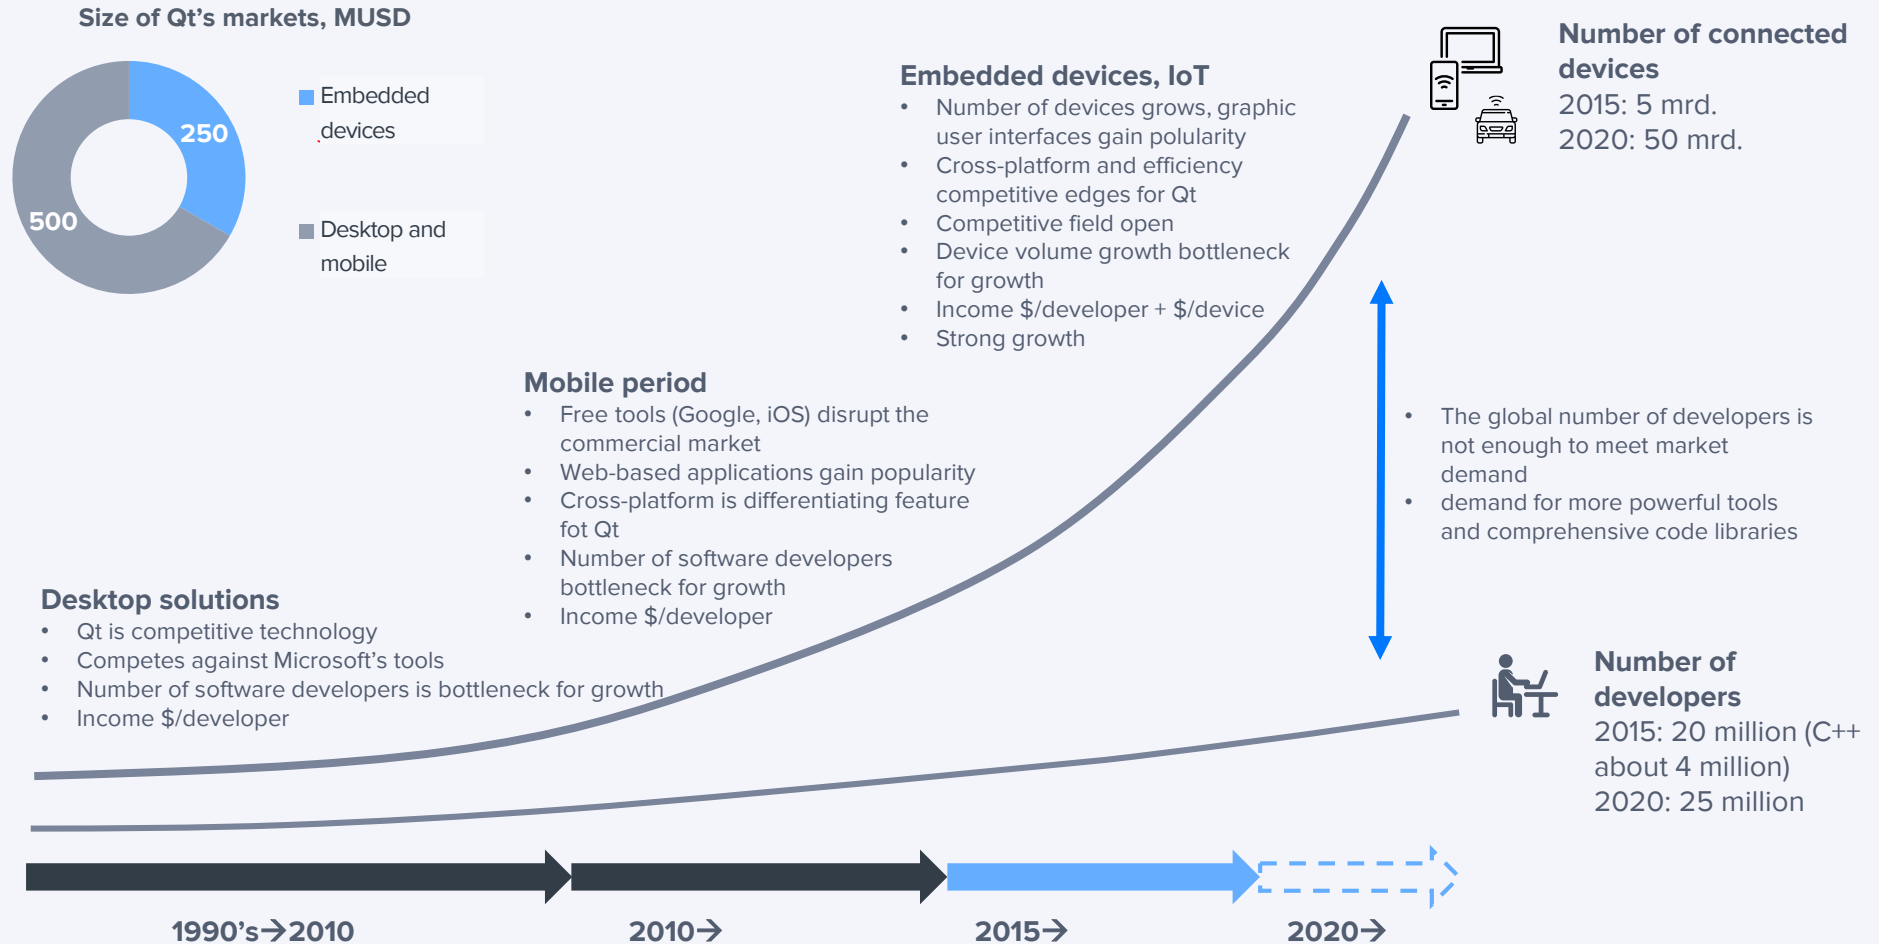 Size of Qt's markets, MUSD
250
500
Embedded
devices
Desktop and
mobile
Embedded devices, IoT
• Number of devices grows, graphic
user interfaces gain polularity
• Cross-platform and efficiency
competitive edges for Qt
• Competitive field open
• Device volume growth bottleneck
for growth
• Income $/developer + $/device
• Strong growth
Number of connected
devices
2015: 5 mrd.
2020: 50 mrd.
Mobile period
• Free tools (Google, iOS) disrupt the
commercial market
• Web-based applications gain popularity
• Cross-platform is differentiating feature
fot Qt
• Number of software developers
bottleneck for growth
• Income $/developer
• The global number of developers is
not enough to meet market
demand
• demand for more powerful tools
and comprehensive code libraries
Desktop solutions
• Qt is competitive technology
• Competes against Microsoft's tools
• Number of software developers is bottleneck for growth
• Income $/developer
Number of
developers
2015: 20 million (C++
about 4 million)
2020: 25 million
1990's→2010
2010→
2015→
2020→